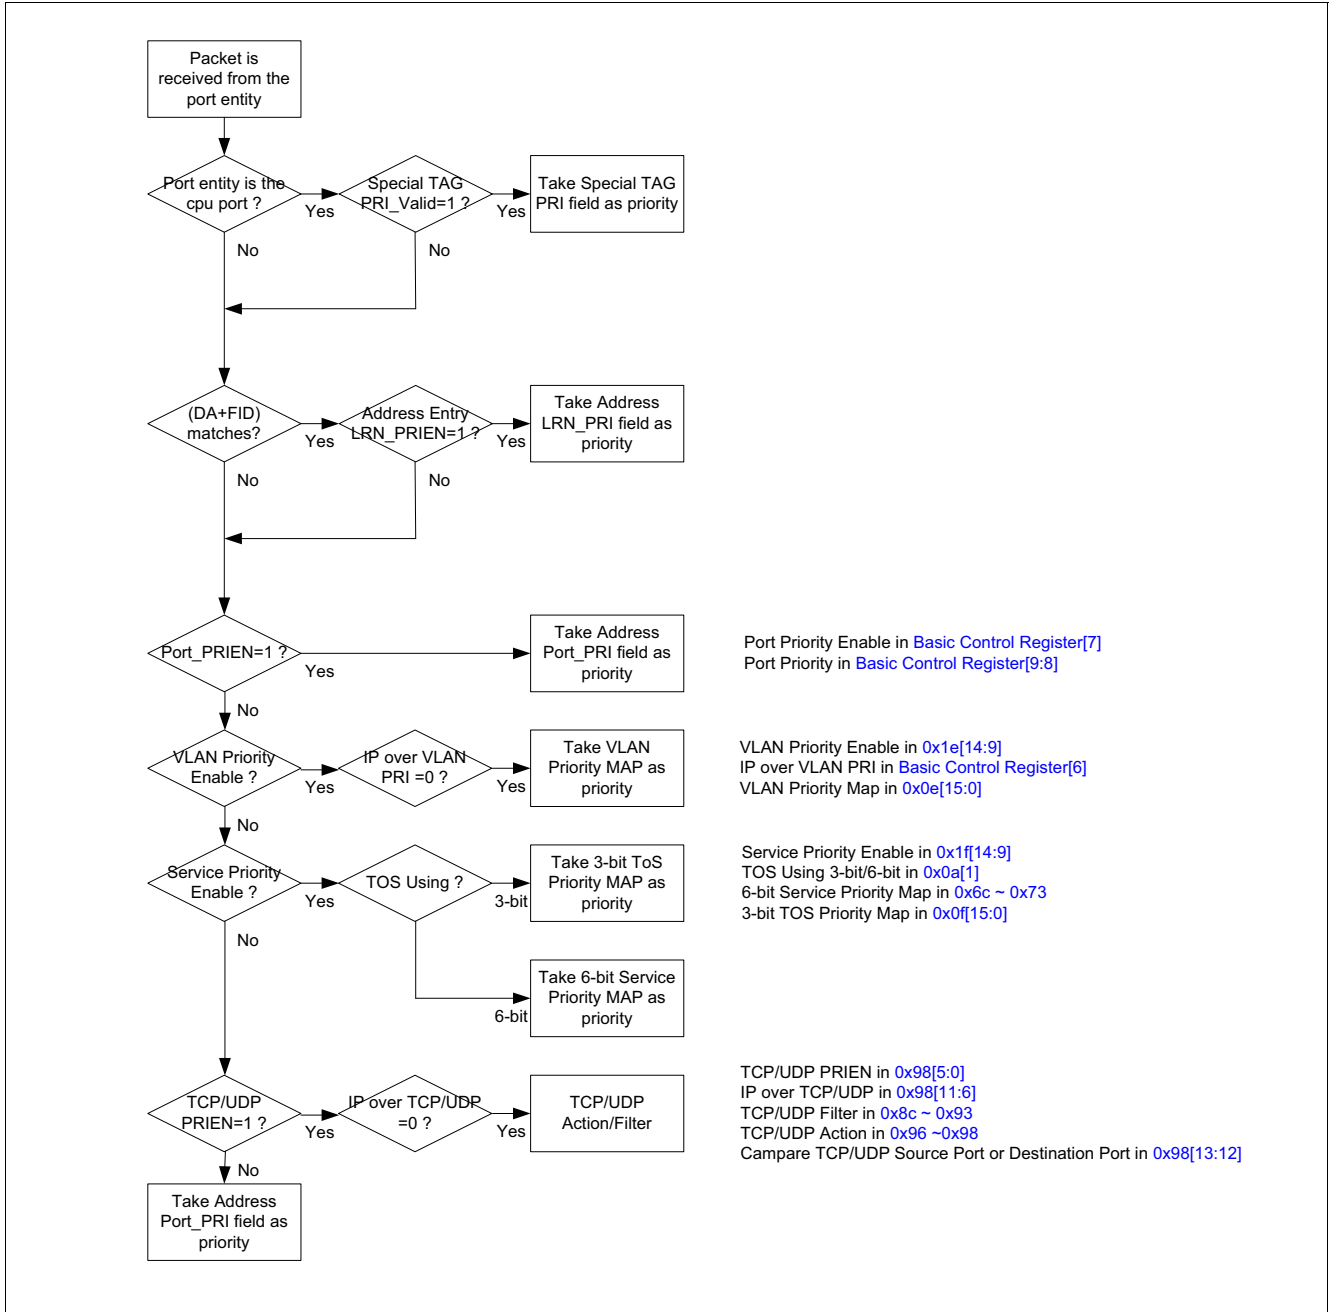 Packet is
received from the
port entity
Port entity is the
cpu port ?
Yes
Special TAG
PRI_Valid=1 ?
Yes
Take Special TAG
PRI field as priority
No
No
(DA+FID)
matches?
Yes
Address Entry
LRN_PRIEN=1 ?
Yes
Take Address
LRN_PRI field as
priority
No
No
Port_PRIEN=1 ?
Yes
Take Address
Port_PRI field as
priority
Port Priority Enable in Basic Control Register[7]
Port Priority in Basic Control Register[9:8]
No
VLAN Priority
Enable ?
Yes
IP over VLAN
PRI =0 ?
Yes
Take VLAN
Priority MAP as
priority
VLAN Priority Enable in 0x1e[14:9]
IP over VLAN PRI in Basic Control Register[6]
VLAN Priority Map in 0x0e[15:0]
No
Service Priority
Enable ?
Yes
TOS Using ?
3-bit
Take 3-bit ToS
Priority MAP as
priority
Service Priority Enable in 0x1f[14:9]
TOS Using 3-bit/6-bit in 0x0a[1]
6-bit Service Priority Map in 0x6c ~ 0x73
3-bit TOS Priority Map in 0x0f[15:0]
No
6-bit
Take 6-bit Service
Priority MAP as
priority
TCP/UDP
PRIEN=1 ?
Yes
IP over TCP/UDP
=0 ?
Yes
TCP/UDP
Action/Filter
TCP/UDP PRIEN in 0x98[5:0]
IP over TCP/UDP in 0x98[11:6]
TCP/UDP Filter in 0x8c ~ 0x93
TCP/UDP Action in 0x96 ~0x98
Campare TCP/UDP Source Port or Destination Port in 0x98[13:12]
No
Take Address
Port_PRI field as
priority